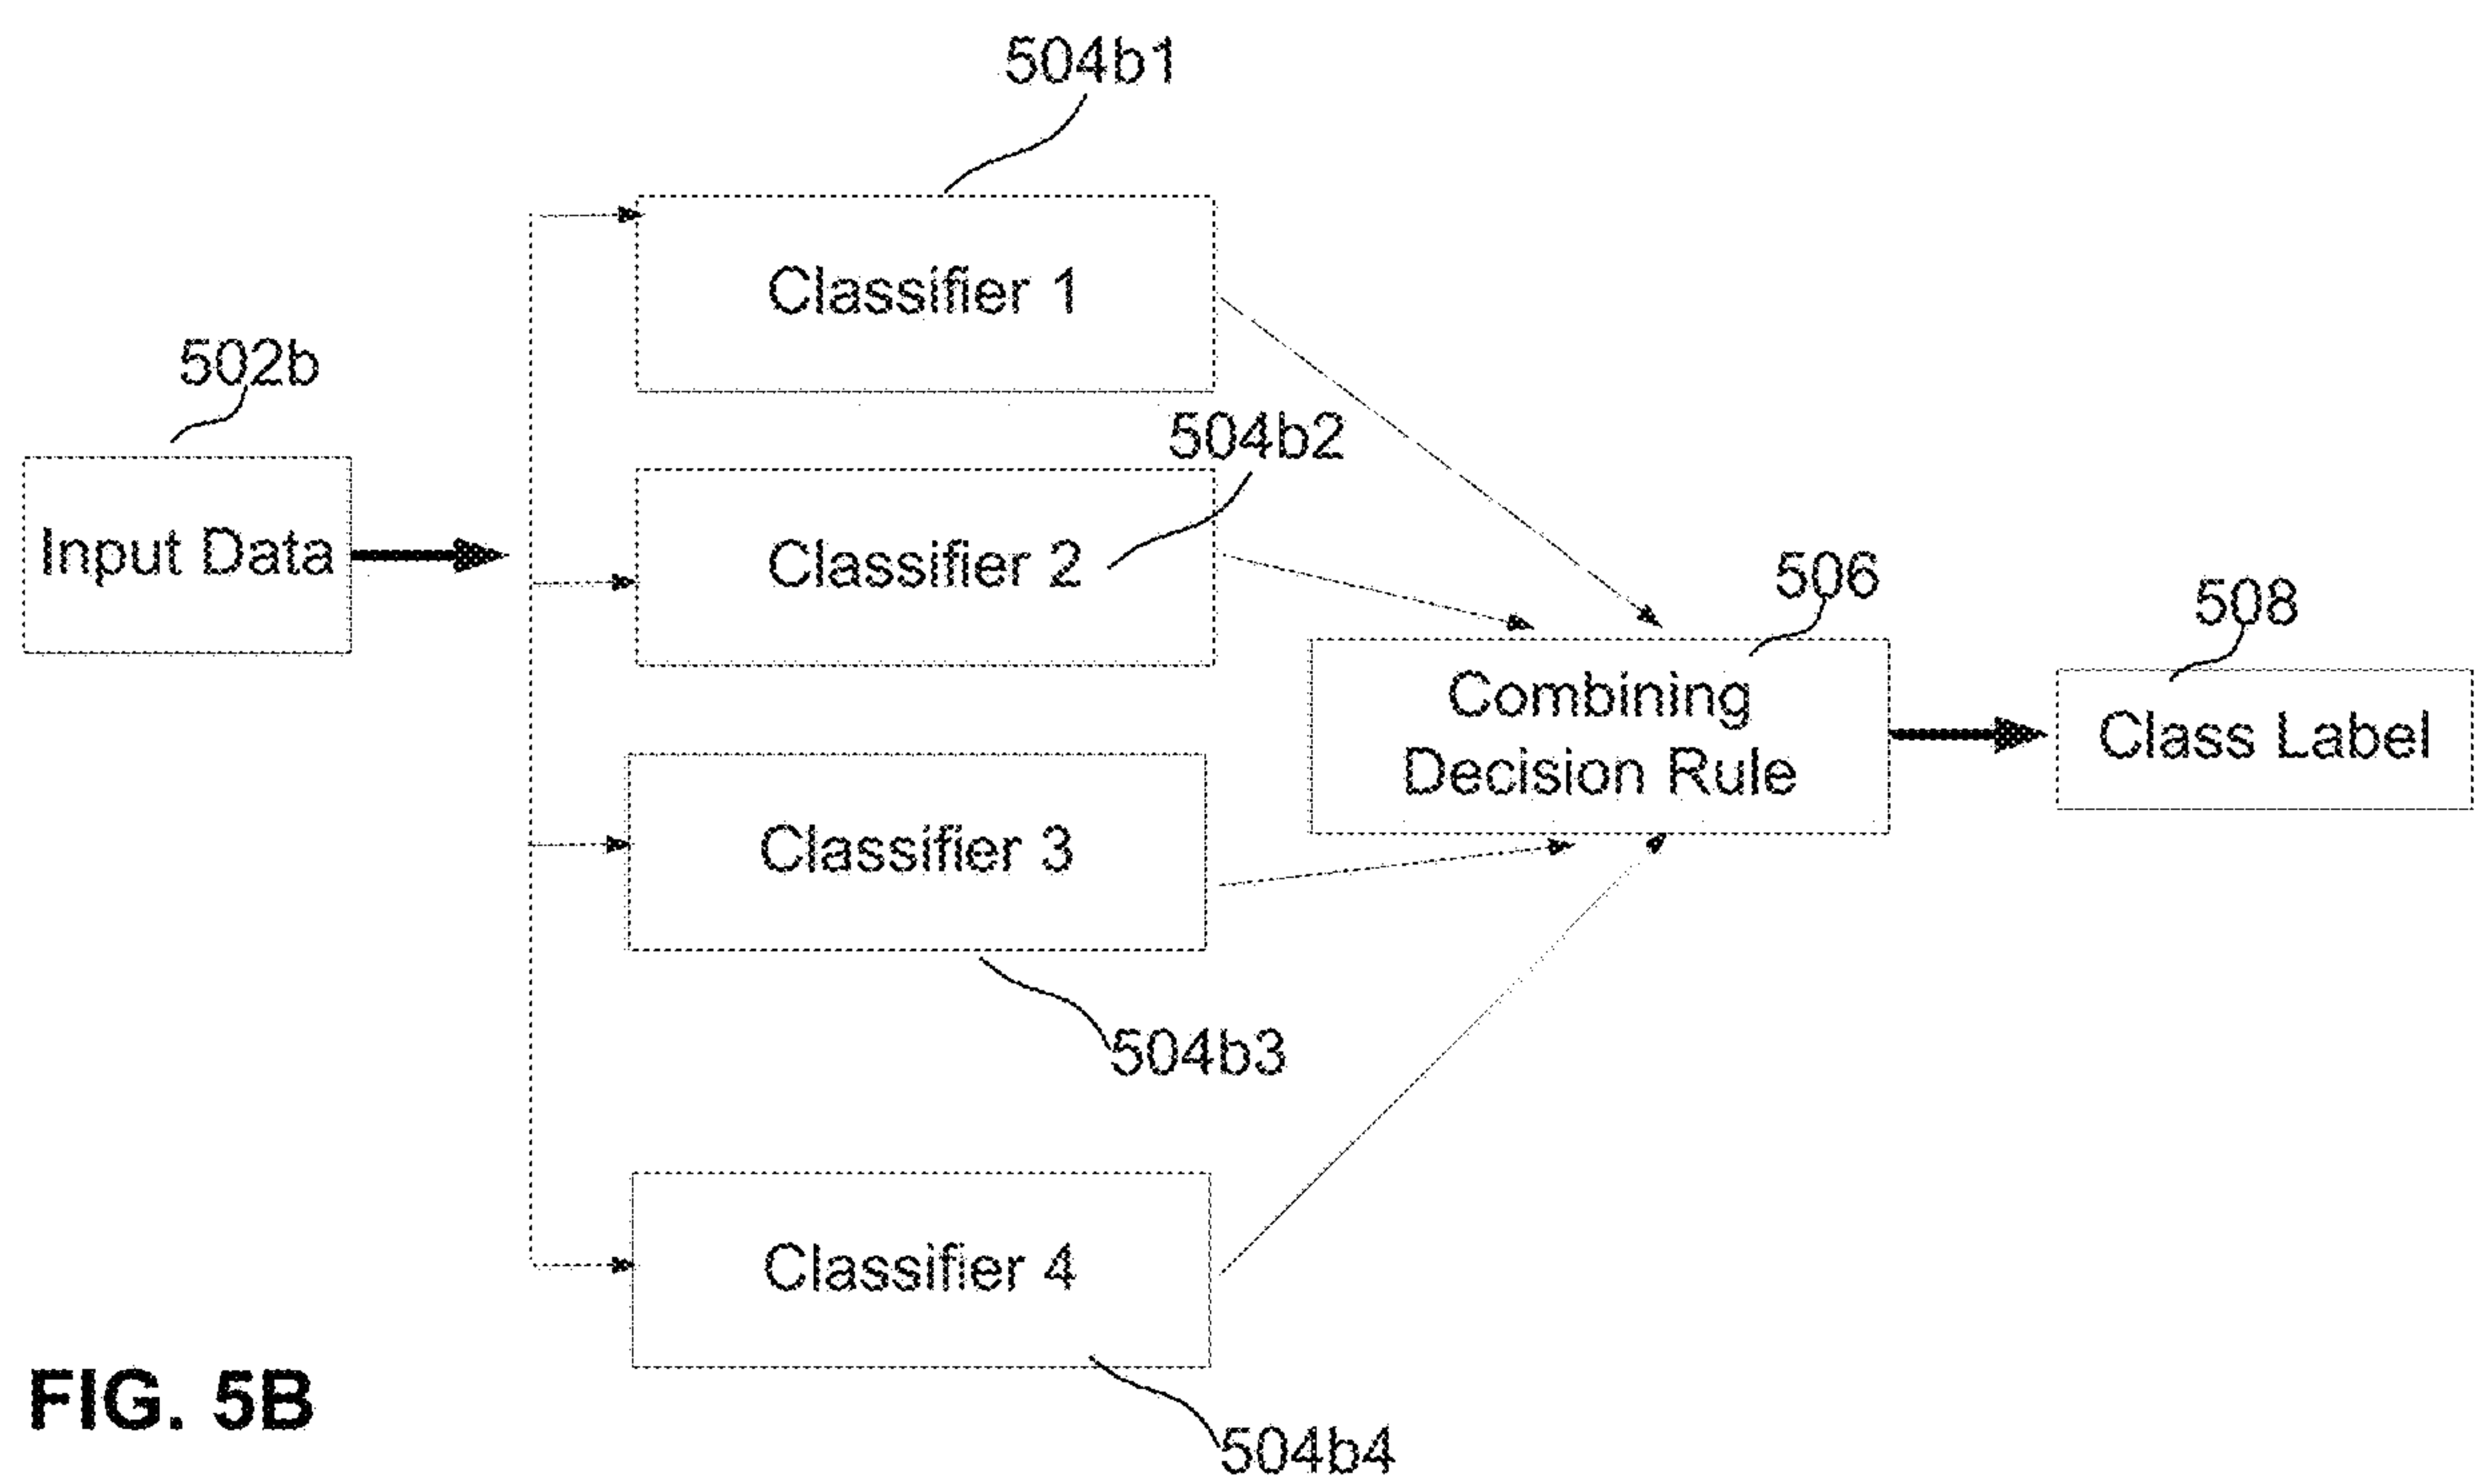 504b1
Classifier 1
502b
504b2
Input Data
Classifier 2
506
508
Combining
Decision Rule
Class Label
Classifier 3
504b3
Classifier 4
FIG. 5B
504b4